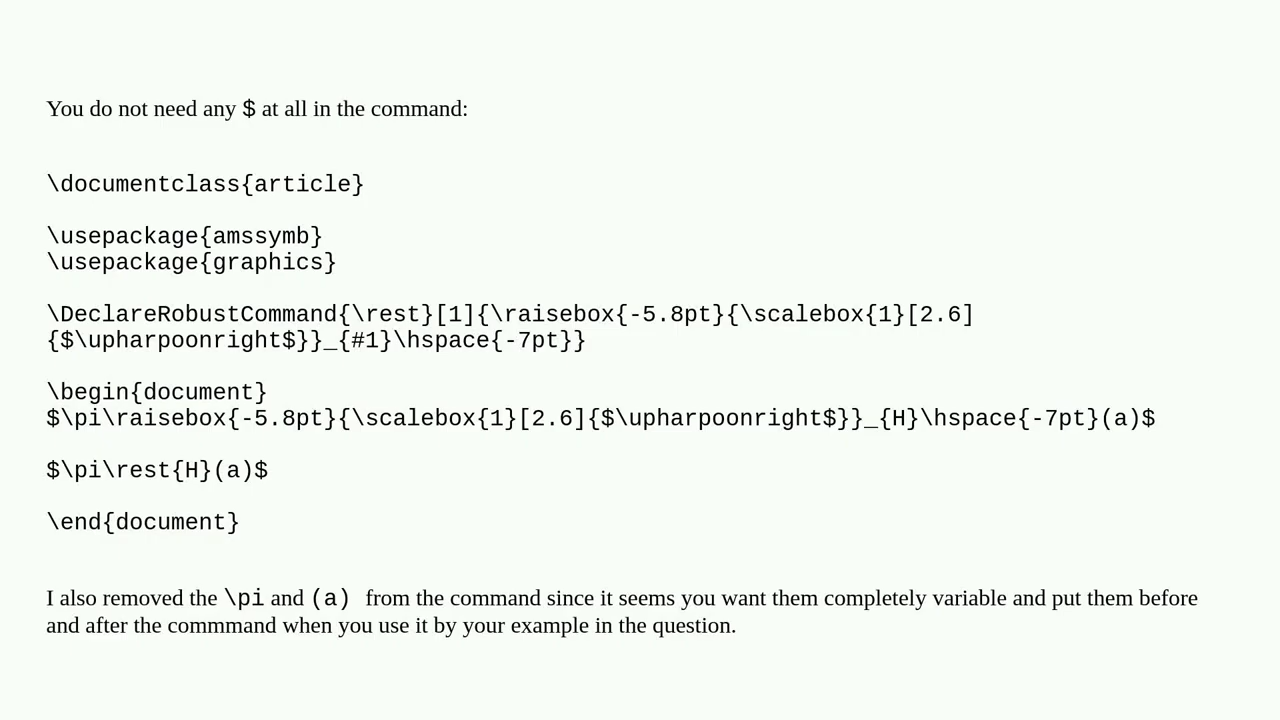 You do not need any $ at all in the command:
\documentclass{article}
\usepackage{amssymb}
\usepackage{graphics}
\DeclareRobustCommand{\rest}[1]{\raisebox{-5.8pt}{\scalebox{1}[2.6]
{$\upharpoonright$}}_{#1}\hspace{-7pt}}
\begin{document}
$\pi\raisebox{-5.8pt}{\scalebox{1}[2.6]{$\upharpoonright$}}_{H}\hspace{-7pt}(a)$
$\pi\rest{H}(a)$
\end{document}
I also removed the \pi and (a) from the command since it seems you want them completely variable and put them before
and after the commmand when you use it by your example in the question.